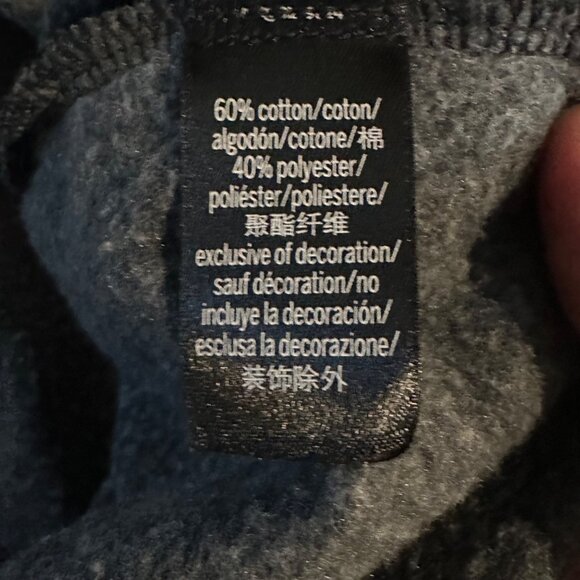 60% cotton/coton/
algodón/cotone/棉
40% polyester/
poliéster/poliestere/
聚酯纤维
exclusive of decoration/
sauf décoration/no
incluye la decoración/
esclusa la decorazione/
装饰除外